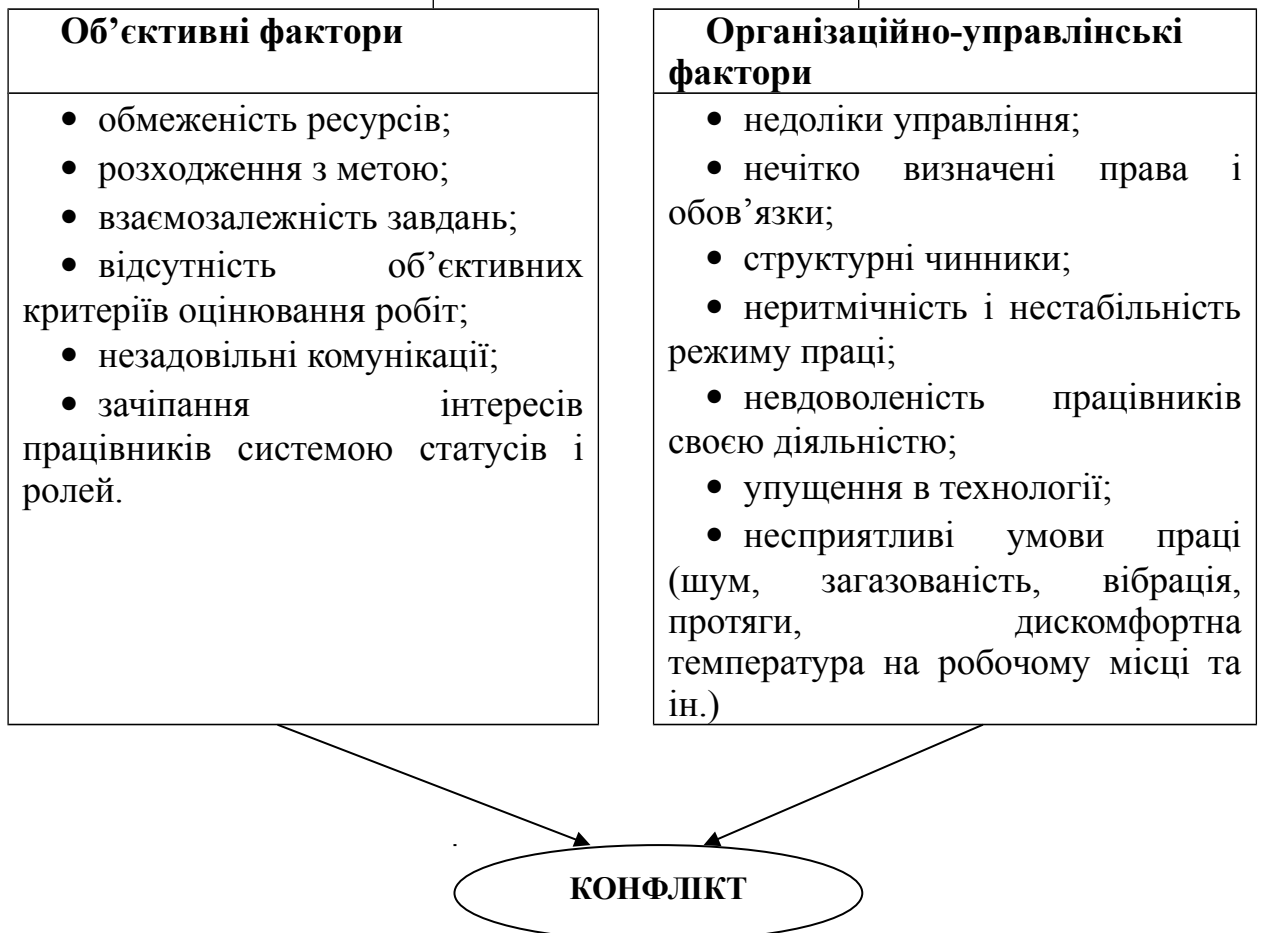 Об’єктивні фактори
• обмеженість ресурсів;
• розходження з метою;
• взаємозалежність завдань;
• відсутність об’єктивних
критеріїв оцінювання робіт;
• незадовільні комунікації;
• зачіпання інтересів
працівників системою статусів і
ролей.
Організаційно-управлінські
фактори
• недоліки управління;
• нечітко визначені права і
обов’язки;
• структурні чинники;
• неритмічність і нестабільність
режиму праці;
• невдоволеність працівників
своєю діяльністю;
• упущення в технології;
• несприятливі умови праці
(шум, загазованість, вібрація,
протяги, дискомфортна
температура на робочому місці та
ін.)
КОНФЛІКТ